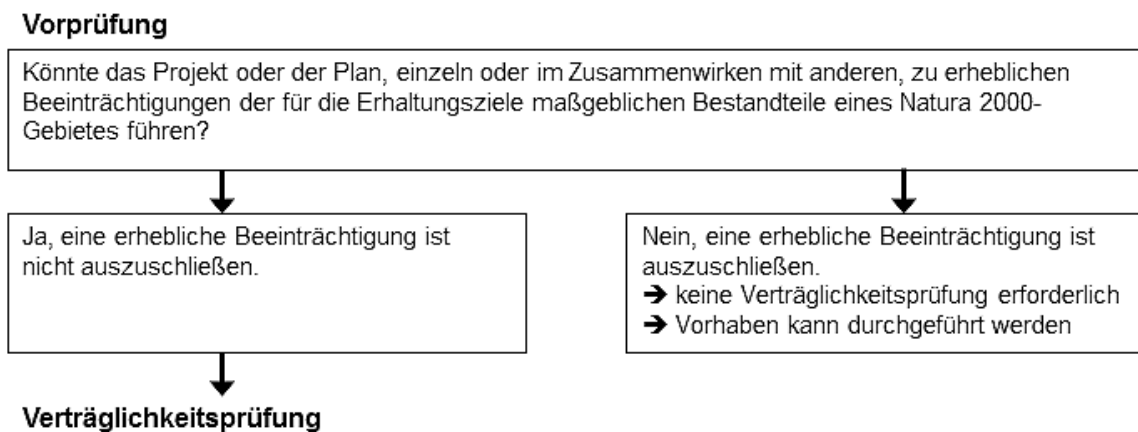 Vorprüfung
Könnte das Projekt oder der Plan, einzeln oder im Zusammenwirken mit anderen, zu erheblichen
Beeinträchtigungen der für die Erhaltungsziele maßgeblichen Bestandteile eines Natura 2000-
Gebietes führen?
Ja, eine erhebliche Beeinträchtigung ist
nicht auszuschließen.
Nein, eine erhebliche Beeinträchtigung ist
auszuschließen.
➔ keine Verträglichkeitsprüfung erforderlich
➔ Vorhaben kann durchgeführt werden
Verträglichkeitsprüfung